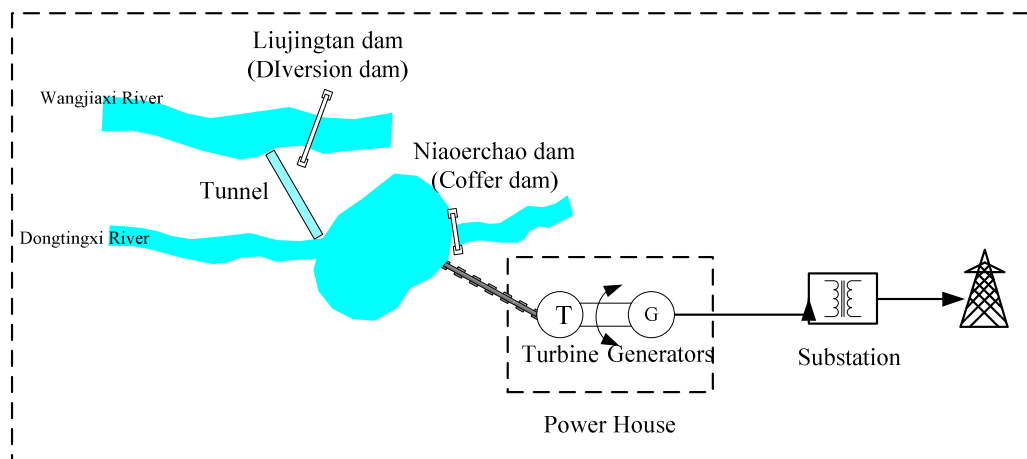 Liujingtan dam
(DIversion dam)
Wangjiaxi River
Niaoerchao dam
(Coffer dam)
Tunnel
Dongtingxi River
T
G
Turbine Generators
Substation
Power House